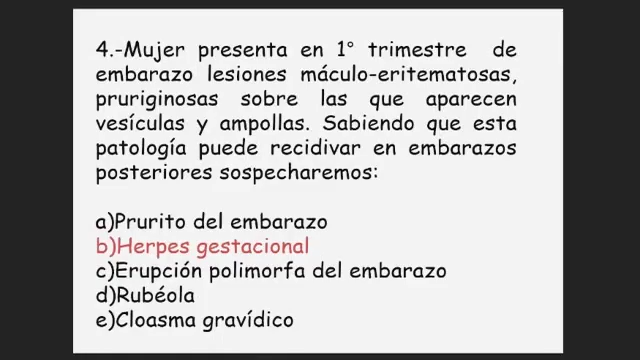 4.-Mujer presenta en 1° trimestre de
embarazo lesiones máculo-eritematosas,
pruriginosas sobre las que aparecen
vesículas y ampollas. Sabiendo que esta
patología puede recidivar en embarazos
posteriores sospecharemos:
a)Prurito del embarazo
b)Herpes gestacional
c)Erupción polimorfa del embarazo
d)Rubéola
e)Cloasma gravídico